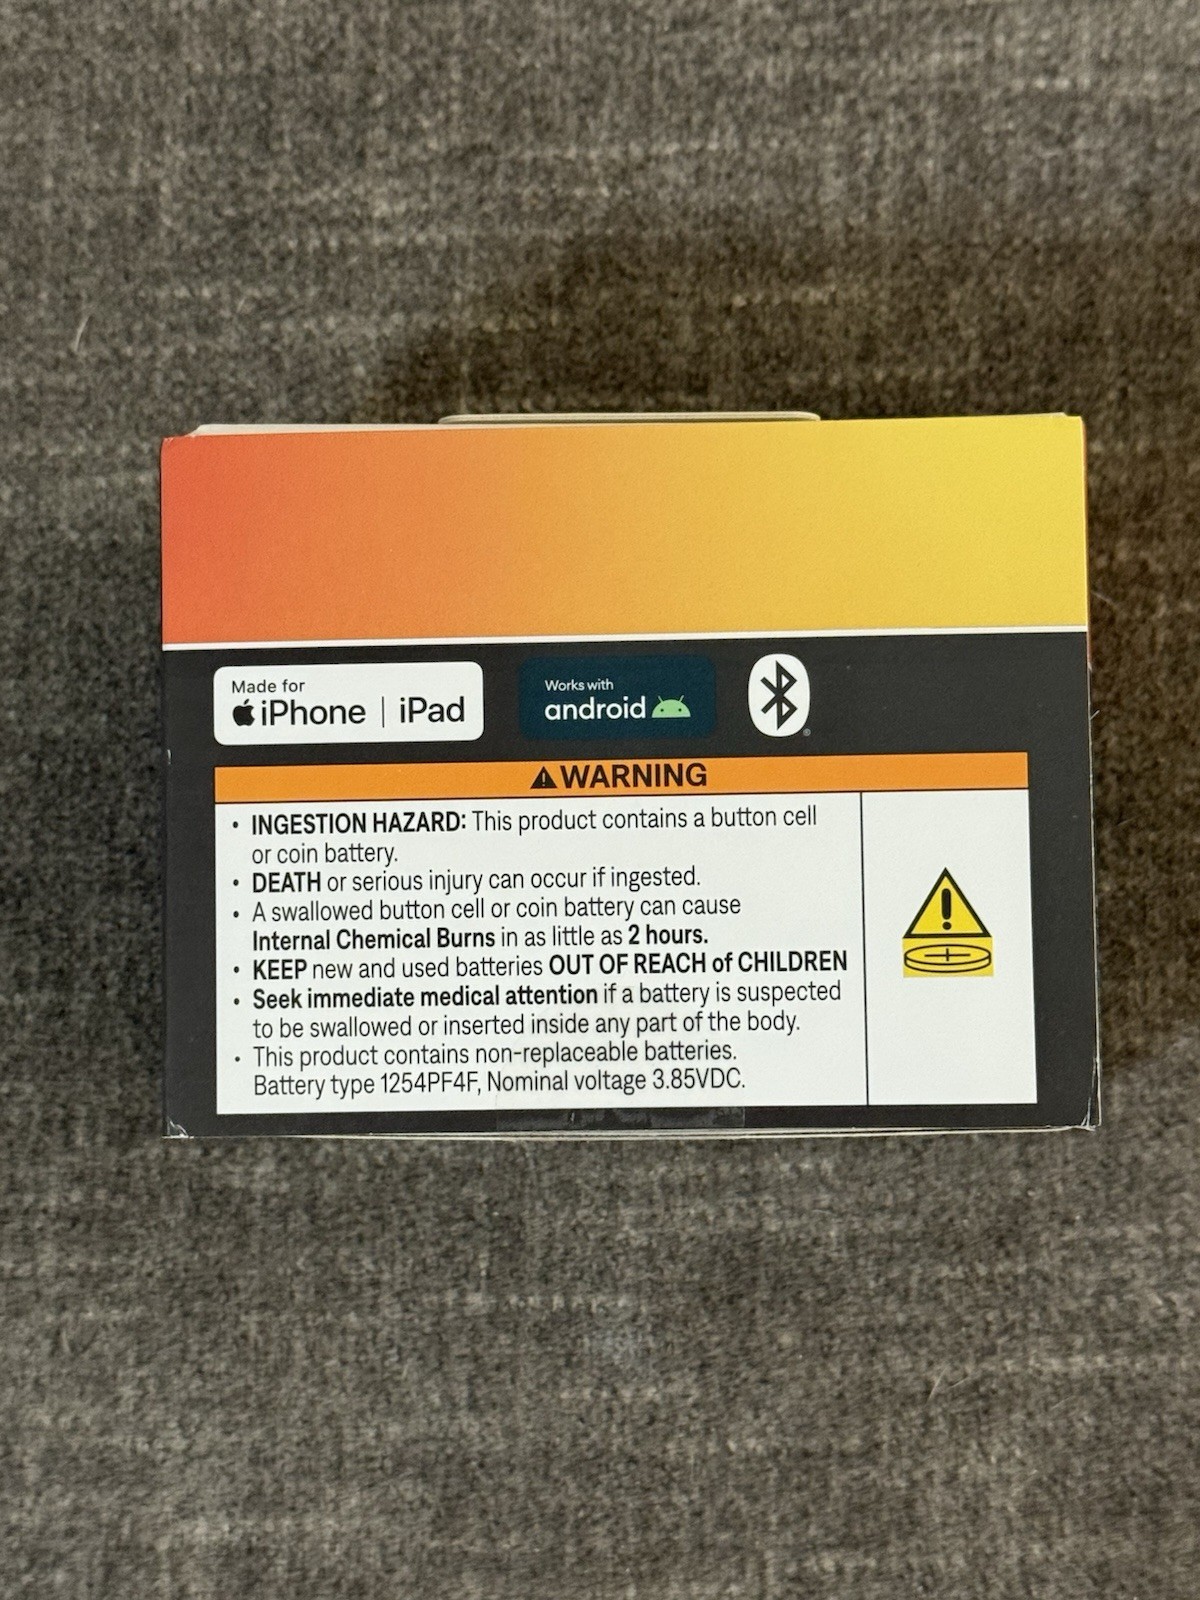 Made for
iPhone | iPad
Works with
android
®
WARNING
• INGESTION HAZARD: This product contains a button cell
or coin battery.
• DEATH or serious injury can occur if ingested.
• A swallowed button cell or coin battery can cause
Internal Chemical Burns in as little as 2 hours.
• KEEP new and used batteries OUT OF REACH of CHILDREN
• Seek immediate medical attention if a battery is suspected
to be swallowed or inserted inside any part of the body.
• This product contains non-replaceable batteries.
Battery type 1254PF4F, Nominal voltage 3.85VDC.